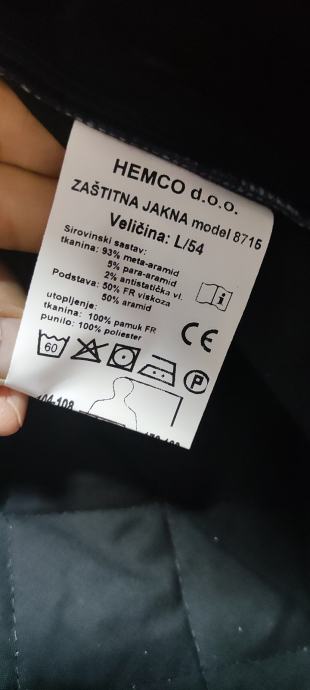 HEMCO d.o.o.
ZAŠTITNA JAKNA model 8715
Veličina: L/54
Sirovinski sastav:
tkanina: 93% meta-aramid
5% para-aramid
2% antistatička vl.
Podstava: 50% FR viskoza
50% aramid
utopljenje:
tkanina: 100% pamuk FR
punilo: 100% poliester
i
CE
60
P